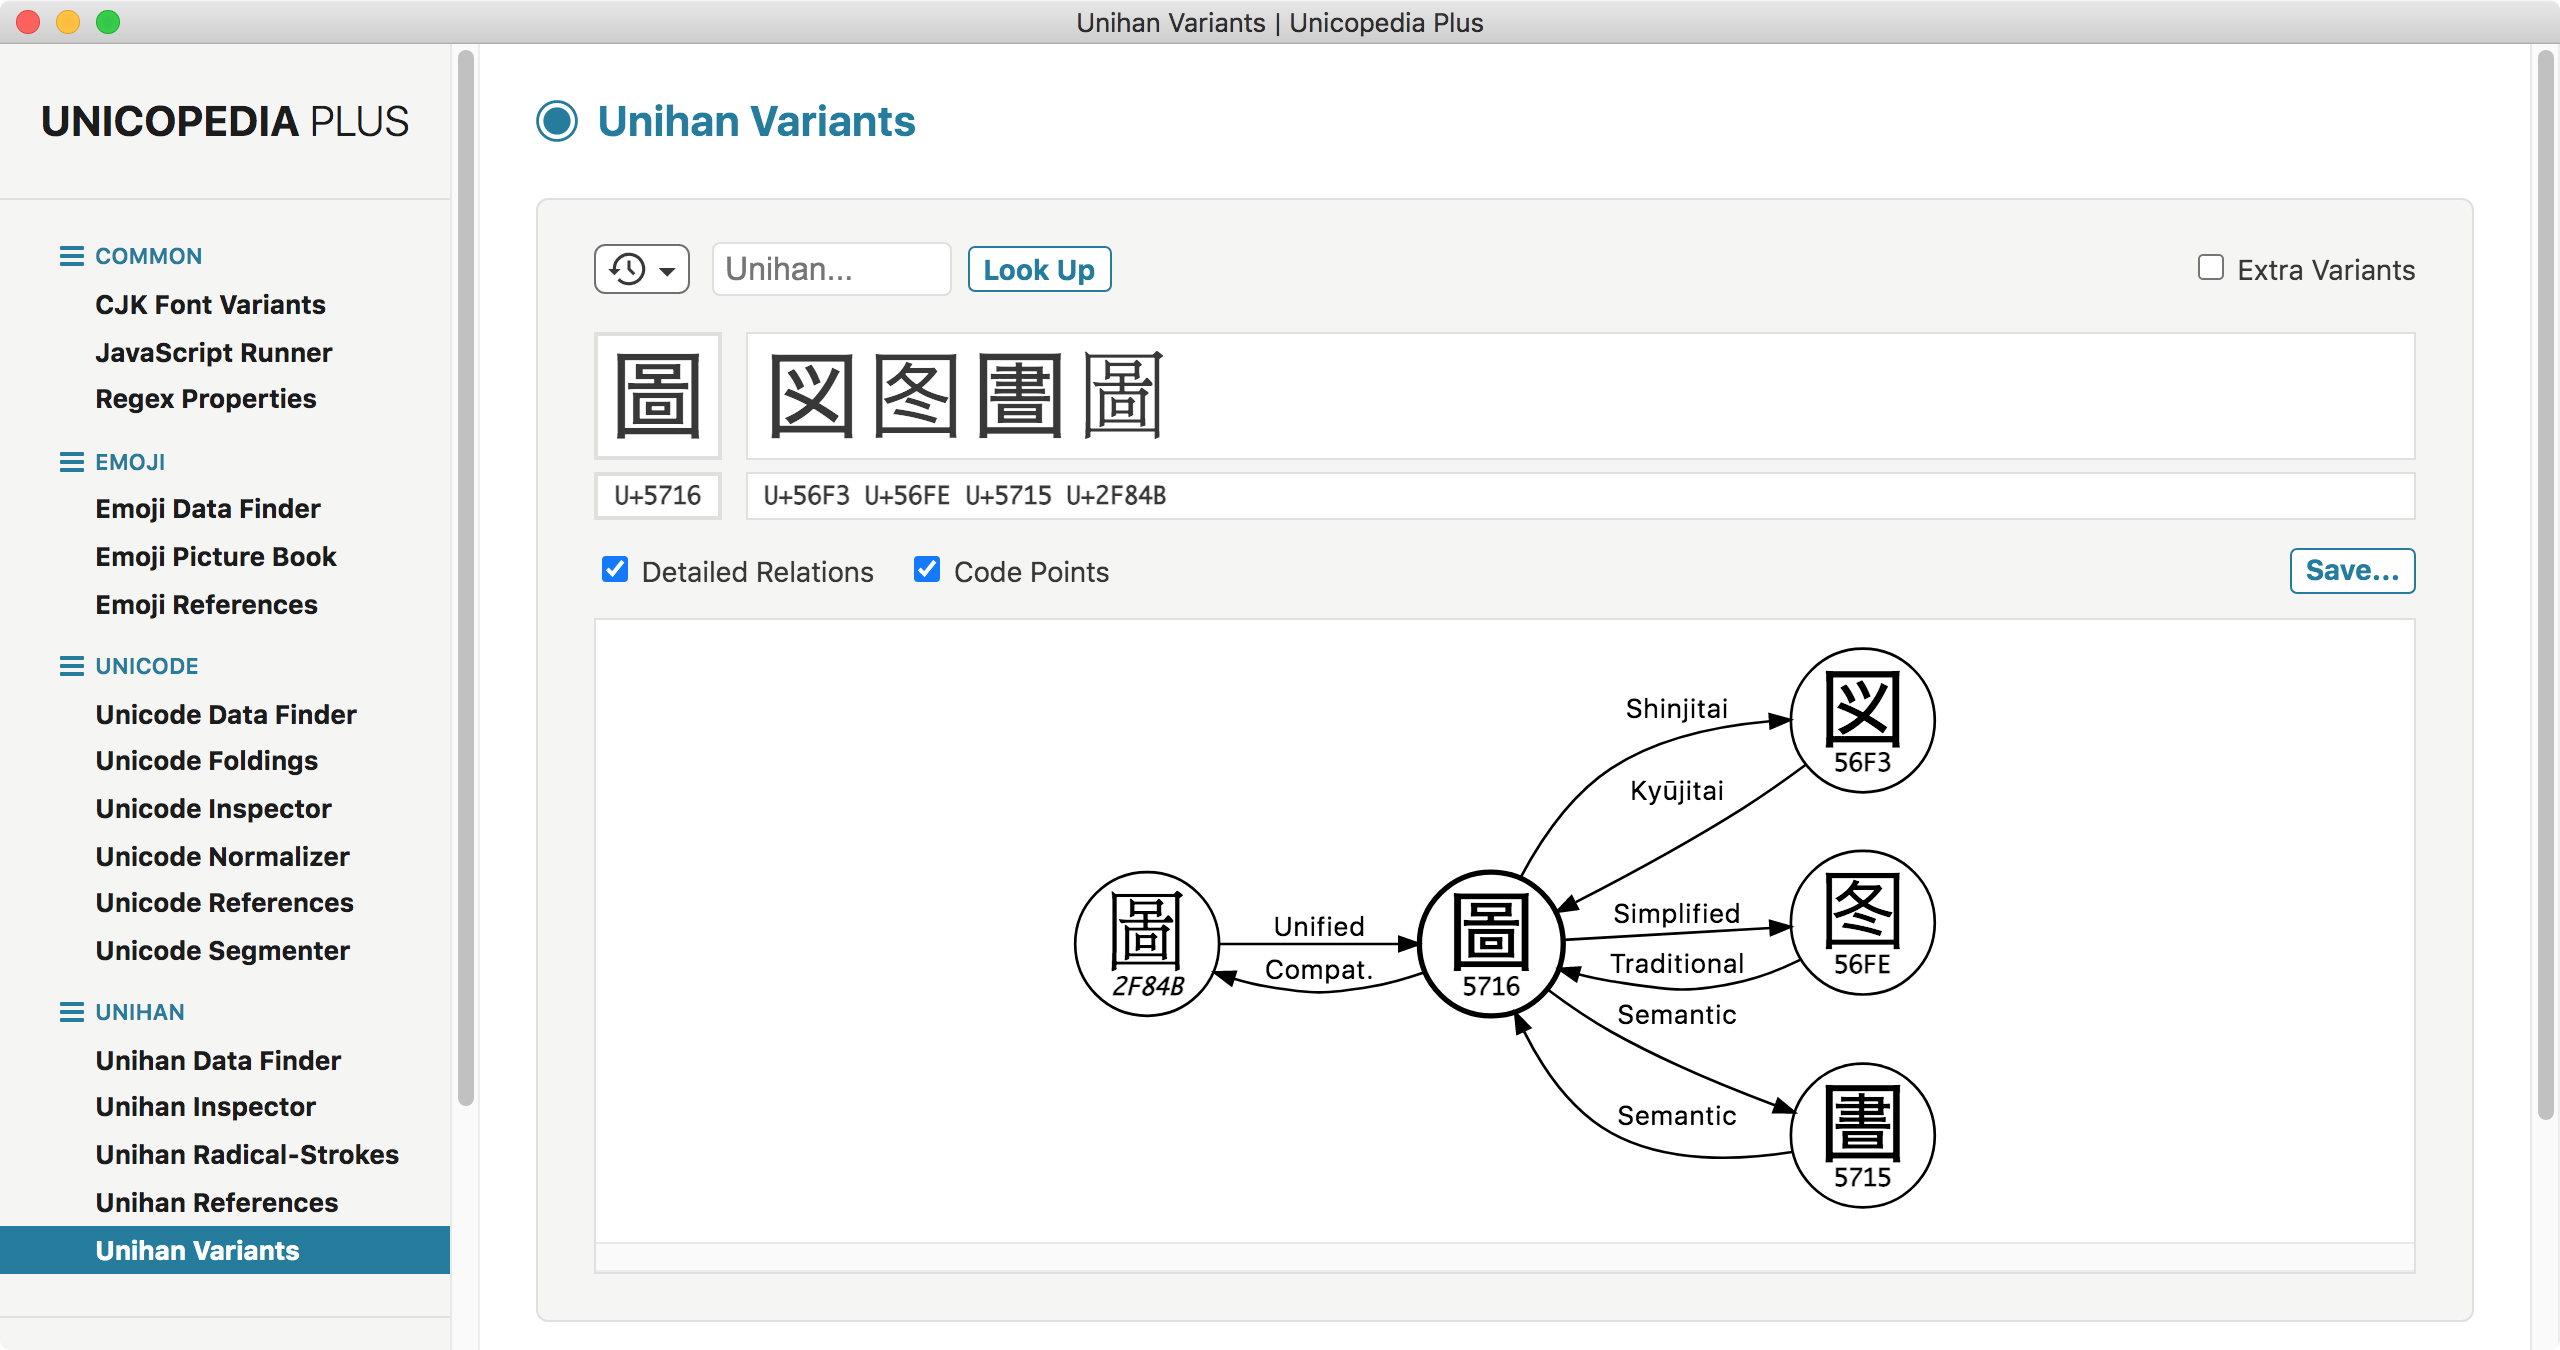 Unihan Variants | Unicopedia Plus
UNICOPEDIA PLUS
COMMON
CJK Font Variants
JavaScript Runner
Regex Properties
EMOJI
Emoji Data Finder
Emoji Picture Book
Emoji References
UNICODE
Unicode Data Finder
Unicode Foldings
Unicode Inspector
Unicode Normalizer
Unicode References
Unicode Segmenter
UNIHAN
Unihan Data Finder
Unihan Inspector
Unihan Radical-Strokes
Unihan References
Unihan Variants
Unihan Variants
Unihan...
Look Up
Extra Variants
圖
図 图 圕 圖
U+5716
U+56F3 U+56FE U+5715 U+2F84B
Detailed Relations
Code Points
Save...
Shinjitai
図
56F3
Kyūjitai
圖
2F84B
Unified
Compat.
圖
5716
Simplified
Traditional
图
56FE
Semantic
Semantic
圕
5715